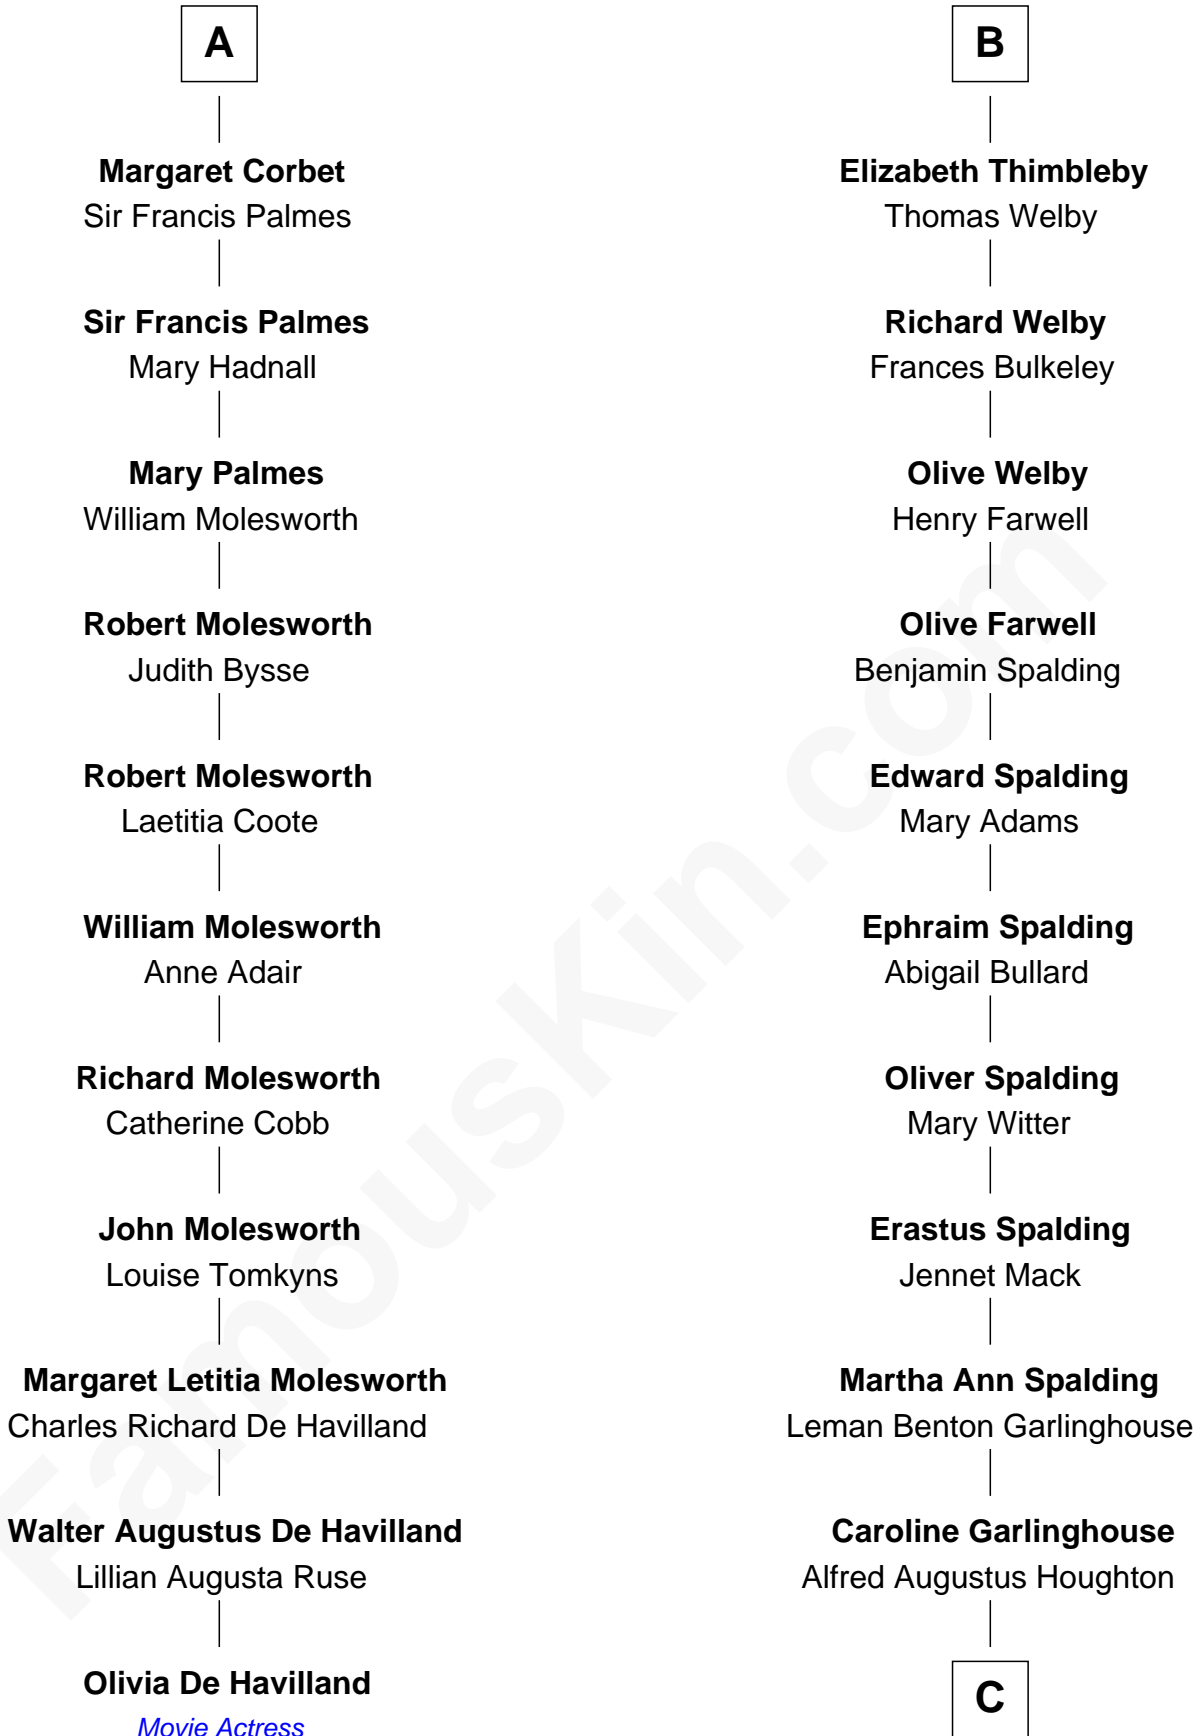 A
Margaret Corbet
Sir Francis Palmes
Sir Francis Palmes
Mary Hadnall
Mary Palmes
William Molesworth
Robert Molesworth
Judith Bysse
Robert Molesworth
Laetitia Coote
William Molesworth
Anne Adair
Richard Molesworth
Catherine Cobb
John Molesworth
Louise Tomkyns
Margaret Letitia Molesworth
Charles Richard De Havilland
Walter Augustus De Havilland
Lillian Augusta Ruse
Olivia De Havilland
Movie Actress
B
Elizabeth Thimbleby
Thomas Welby
Richard Welby
Frances Bulkeley
Olive Welby
Henry Farwell
Olive Farwell
Benjamin Spalding
Edward Spalding
Mary Adams
Ephraim Spalding
Abigail Bullard
Oliver Spalding
Mary Witter
Erastus Spalding
Jennet Mack
Martha Ann Spalding
Leman Benton Garlinghouse
Caroline Garlinghouse
Alfred Augustus Houghton
C
FamousKin.com